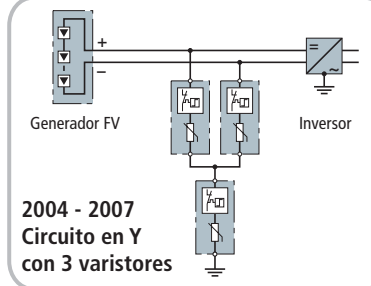 +
–
=
~
Generador FV
Inversor
2004 - 2007
Circuito en Y
con 3 varistores